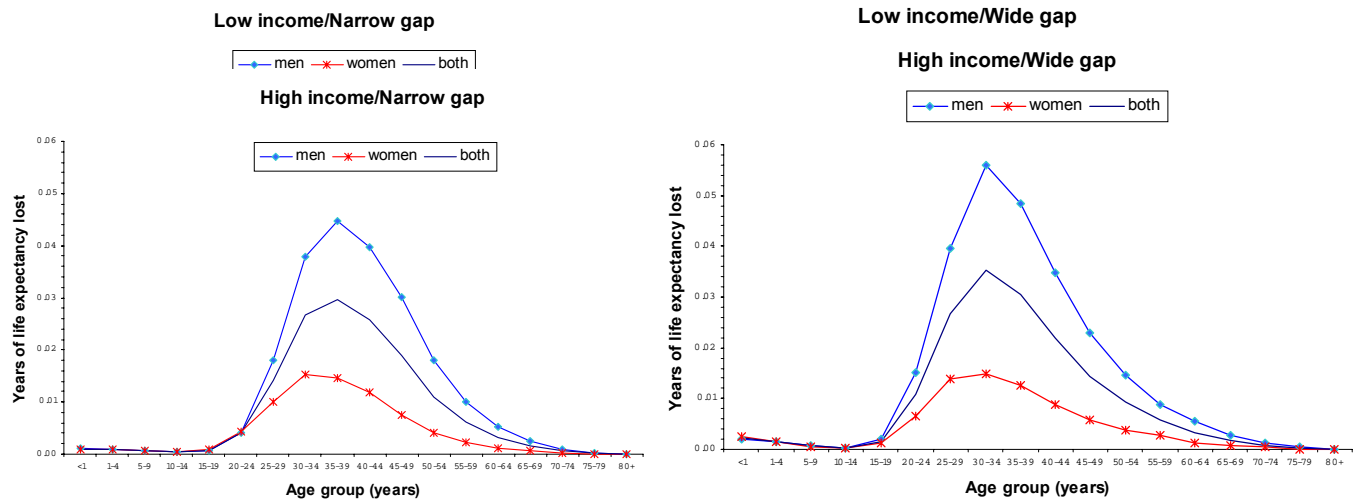 Low income/Narrow gap
men women both
High income/Narrow gap
men women both
Years of life expectancy lost
0.06
0.05
0.04
0.03
0.02
0.01
0.00
<1 1-4 5-9 10-14 15-19 20-24 25-29 30-34 35-39 40-44 45-49 50-54 55-59 60-64 65-69 70-74 75-79 80+
Age group (years)
Low income/Wide gap
High income/Wide gap
men women both
Years of life expectancy lost
0.06
0.05
0.04
0.03
0.02
0.01
0.00
<1 1-4 5-9 10-14 15-19 20-24 25-29 30-34 35-39 40-44 45-49 50-54 55-59 60-64 65-69 70-74 75-79 80+
Age group (years)